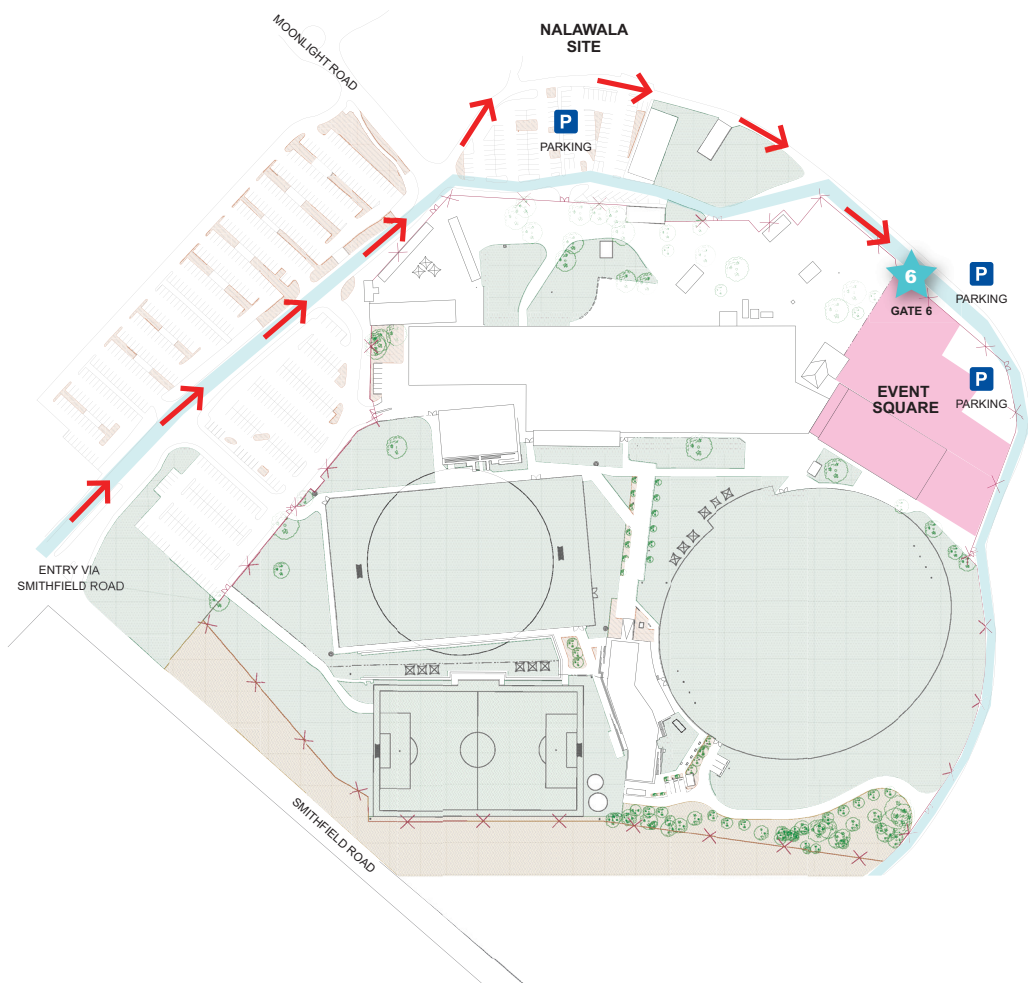 MOONLIGHT ROAD
NALAWALA
SITE
P
PARKING
6
GATE 6
P
PARKING
P
PARKING
EVENT
SQUARE
ENTRY VIA
SMITHFIELD ROAD
SMITHFIELD ROAD